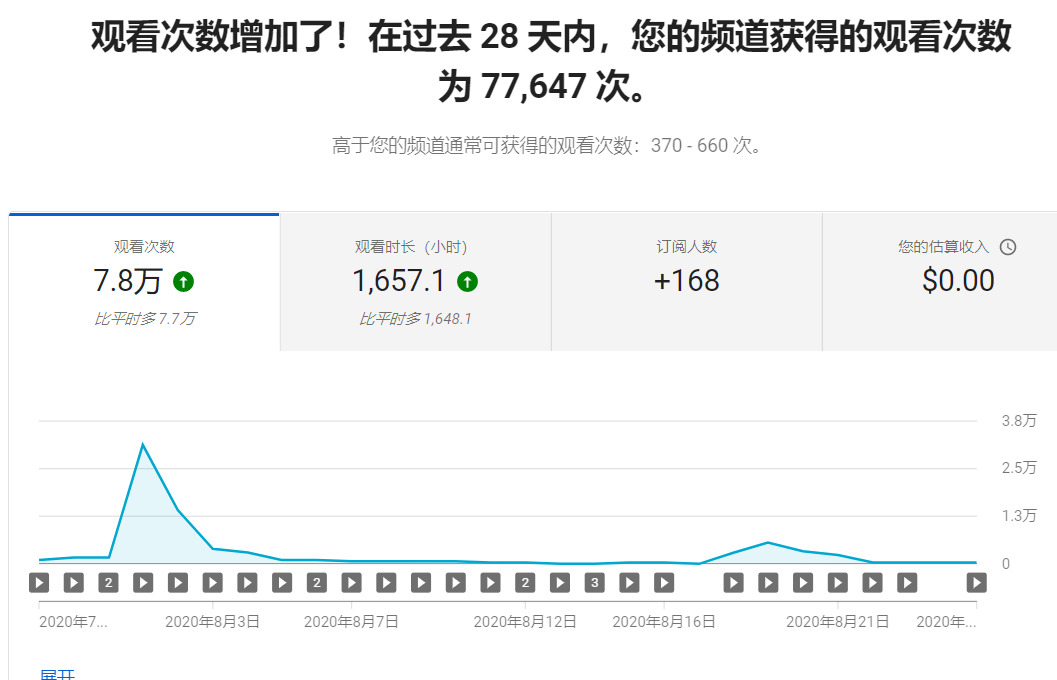 观看次数增加了！在过去 28 天内，您的频道获得的观看次数
为 77,647 次。
高于您的频道通常可获得的观看次数：370 - 660 次。
观看次数
7.8万
比平时多 7.7万
观看时长（小时）
1,657.1
比平时多 1,648.1
订阅人数
+168
您的估算收入
$0.00
3.8万
2.5万
1.3万
0
2 2 2 3
2020年7... 2020年8月3日 2020年8月7日 2020年8月12日 2020年8月16日 2020年8月21日 2020年...
展开